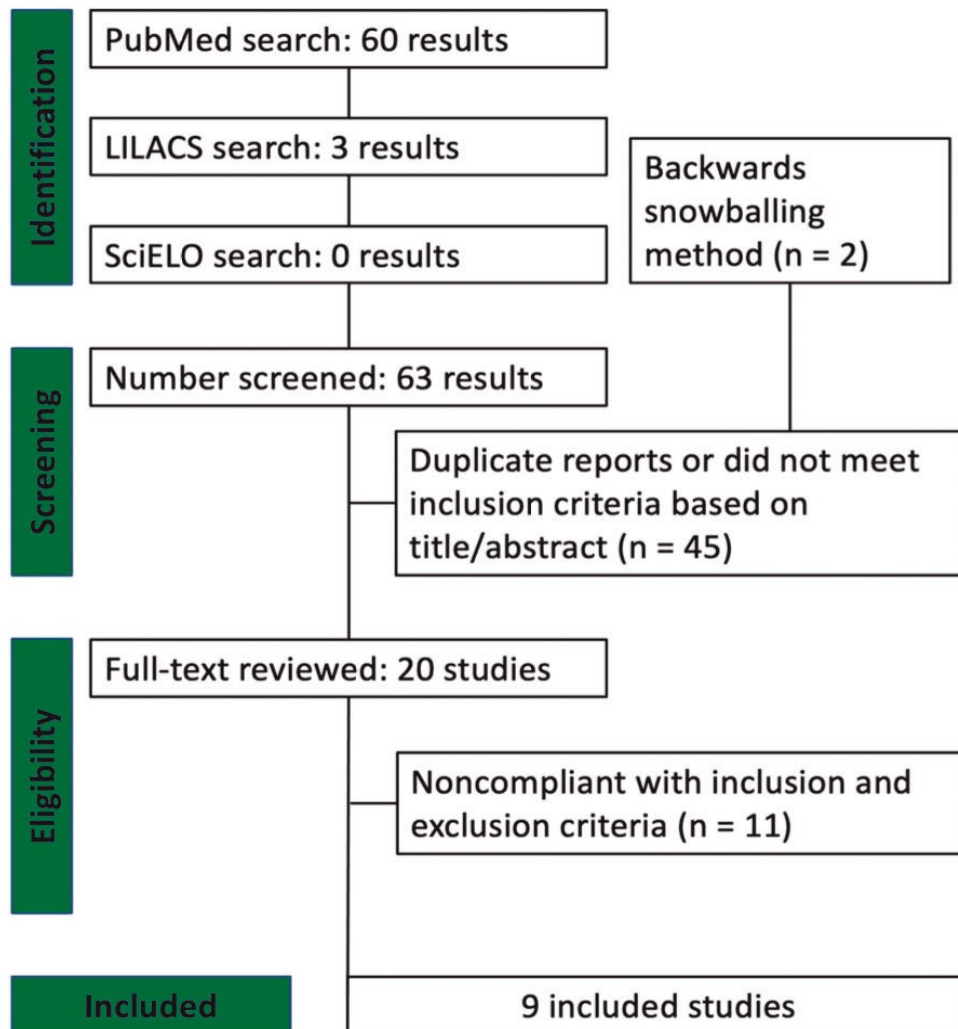 Identification
PubMed search: 60 results
LILACS search: 3 results
SciELO search: 0 results
Backwards
snowballing
method (n = 2)
Screening
Number screened: 63 results
Duplicate reports or did not meet
inclusion criteria based on
title/abstract (n = 45)
Eligibility
Full-text reviewed: 20 studies
Noncompliant with inclusion and
exclusion criteria (n = 11)
Included
9 included studies